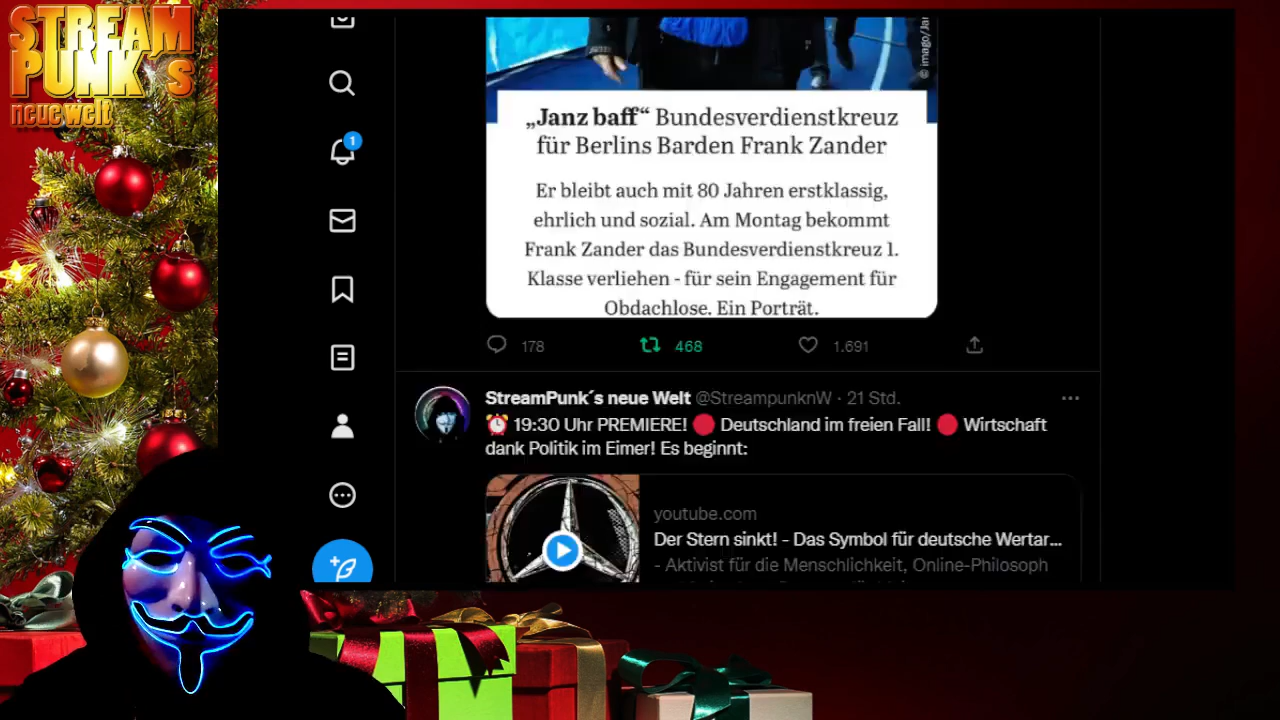 STREAM
PUNK´s
neue welt
© imago/Ja
1
„Janz baff“ Bundesverdienstkreuz
für Berlins Barden Frank Zander
Er bleibt auch mit 80 Jahren erstklassig,
ehrlich und sozial. Am Montag bekommt
Frank Zander das Bundesverdienstkreuz 1.
Klasse verliehen - für sein Engagement für
Obdachlose. Ein Porträt.
178 468 1.691
StreamPunk´s neue Welt @StreampunknW · 21 Std.
19:30 Uhr PREMIERE! Deutschland im freien Fall! Wirtschaft
dank Politik im Eimer! Es beginnt:
youtube.com
Der Stern sinkt! - Das Symbol für deutsche Wertar...
- Aktivist für die Menschlichkeit, Online-Philosoph